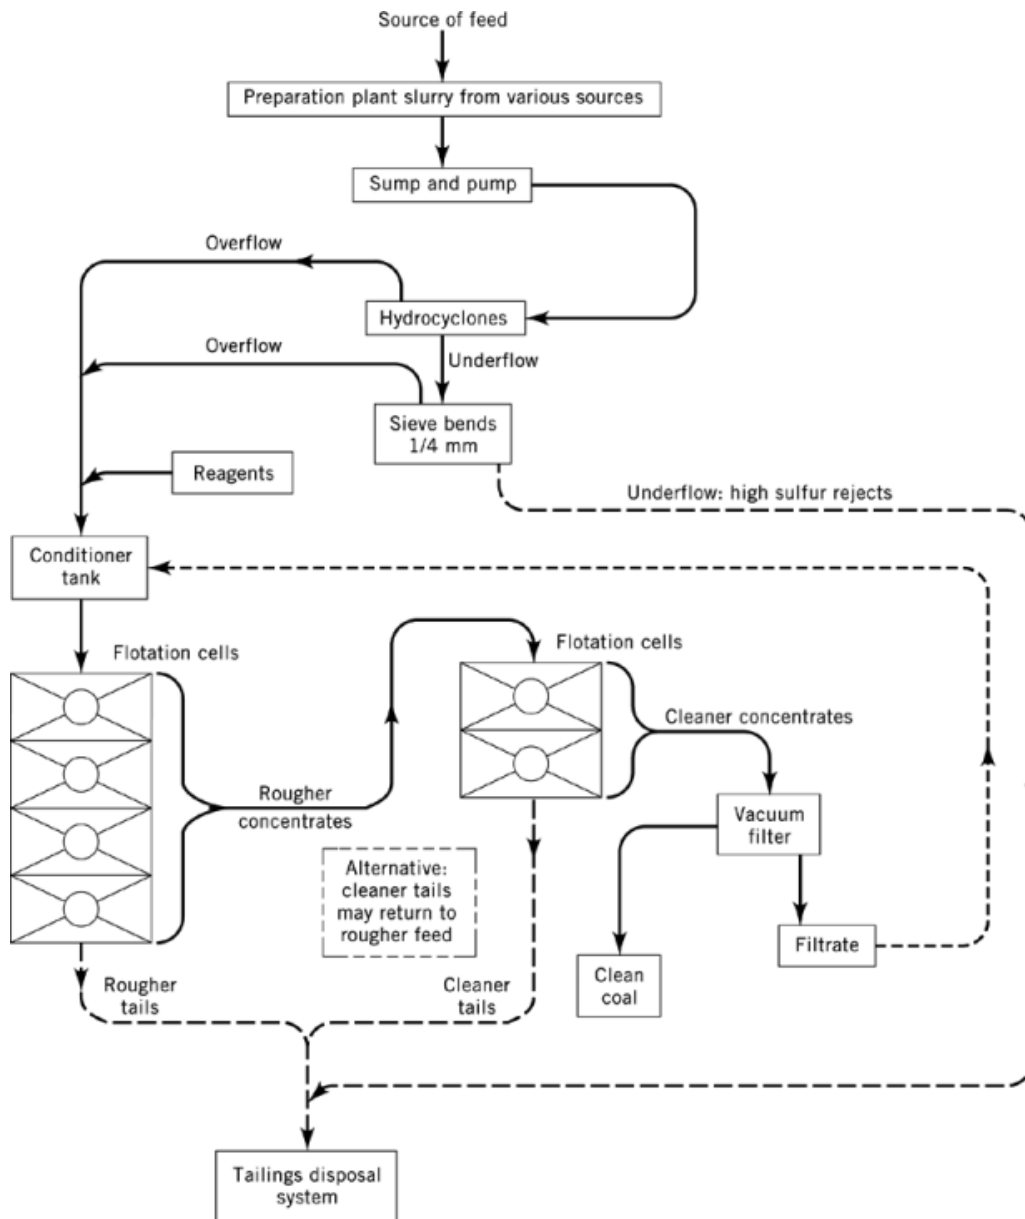 Source of feed
Preparation plant slurry from various sources
Sump and pump
Overflow
Hydrocyclones
Overflow
Underflow
Sieve bends
1/4 mm
Reagents
Underflow: high sulfur rejects
Conditioner
tank
Flotation cells
Flotation cells
Cleaner concentrates
Rougher
concentrates
Vacuum
filter
Alternative:
cleaner tails
may return to
rougher feed
Filtrate
Rougher
tails
Cleaner
tails
Clean
coal
Tailings disposal
system